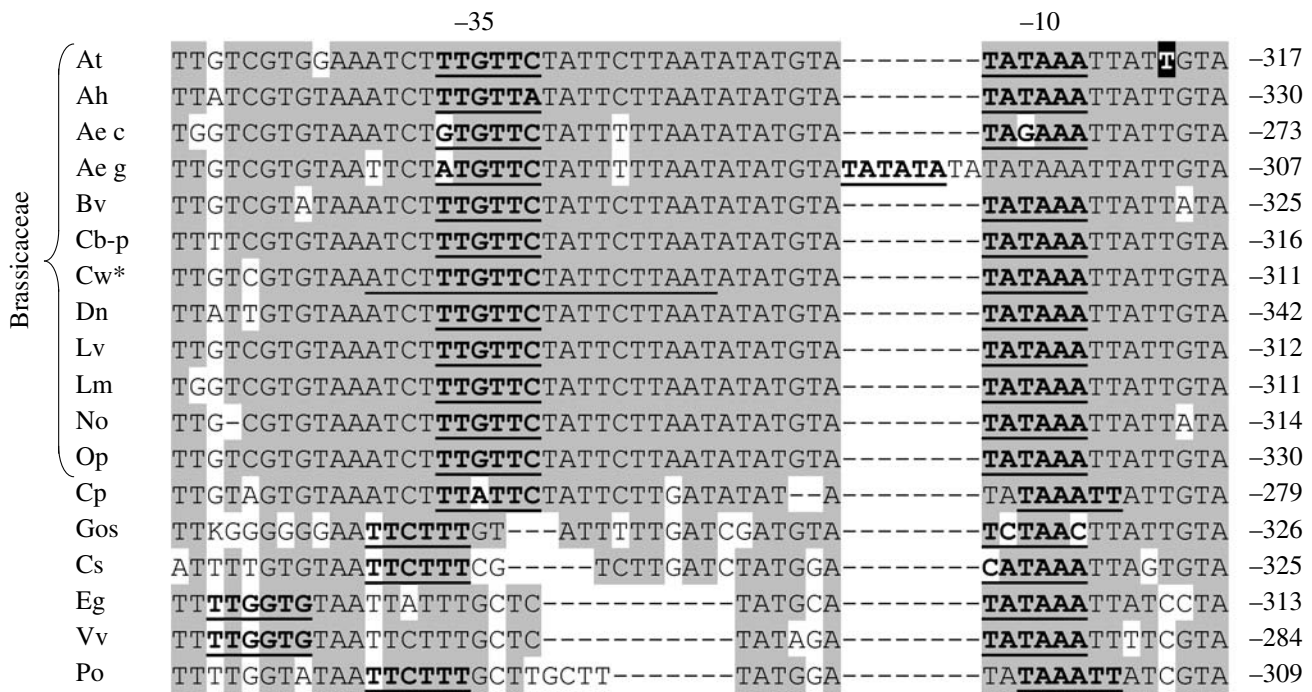 –35 –10
Brassicaceae
At TTGTCGTGGAAATCTTTGTTCTATTCTTAATATATGTA--------TATAAATTATTGTA –317
Ah TTATCGTGTAAATCTTTGTTATATTCTTAATATATGTA--------TATAAATTATTGTA –330
Ae c TGGTCGTGTAAATCTGTGTTCTATTTTTAATATATGTA--------TAGAAATTATTGTA –273
Ae g TTGTCGTGTAATTCTATGTTCTATTTTTAATATATGTATATATATATATAAATTATTGTA –307
Bv TTGTCGTATAAATCTTTGTTCTATTCTTAATATATGTA--------TATAAATTATTATA –325
Cb-p TTTTCGTGTAAATCTTTGTTCTATTCTTAATATATGTA--------TATAAATTATTGTA –316
Cw* TTGTCGTGTAAATCTTTGTTCTATTCTTAATATATGTA--------TATAAATTATTGTA –311
Dn TTATTGTGTAAATCTTTGTTCTATTCTTAATATATGTA--------TATAAATTATTGTA –342
Lv TTGTCGTGTAAATCTTTGTTCTATTCTTAATATATGTA--------TATAAATTATTGTA –312
Lm TGGTCGTGTAAATCTTTGTTCTATTCTTAATATATGTA--------TATAAATTATTGTA –311
No TTG-CGTGTAAATCTTTGTTCTATTCTTAATATATGTA--------TATAAATTATTATA –314
Op TTGTCGTGTAAATCTTTGTTCTATTCTTAATATATGTA--------TATAAATTATTGTA –330
Cp TTGTAGTGTAAATCTTTATTCTATTCTTGATATAT--A--------TATAAATTATTGTA –279
Gos TTKGGGGGGAATTCTTTGT---ATTTTTGATCGATGTA--------TCTAACTTATTGTA –326
Cs ATTTTGTGTAATTCTTTCG-----TCTTGATCTATGGA--------CATAAATTAGTGTA –325
Eg TTTTGGTGTAATTATTTGCTC-----------TATGCA--------TATAAATTATCCTA –313
Vv TTTTGGTGTAATTCTTTGCTC-----------TATAGA--------TATAAATTTTCGTA –284
Po TTTTGGTATAATTCTTTGCTTGCTT-------TATGGA--------TATAAATTATCGTA –309